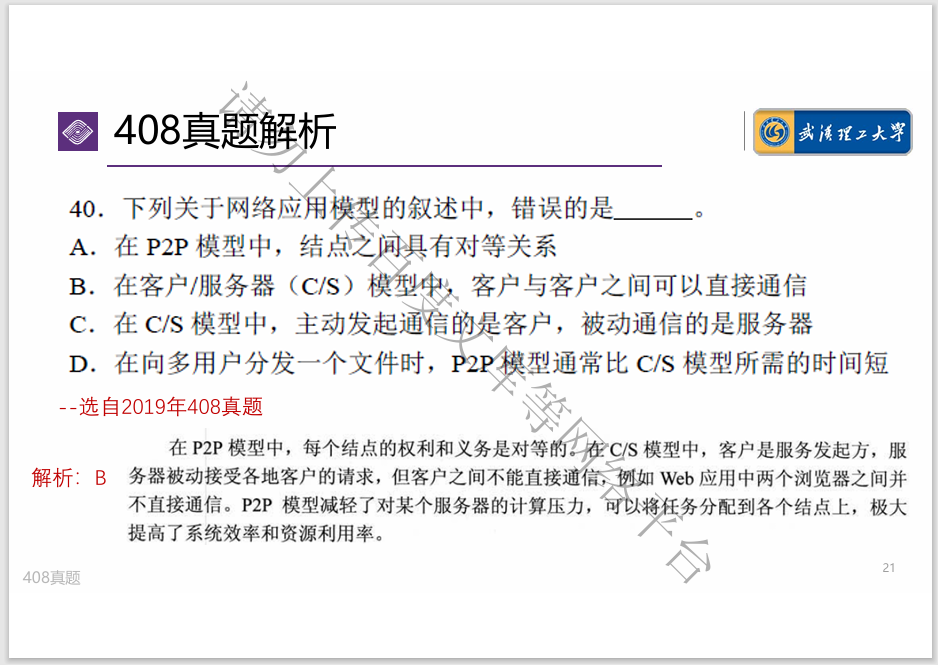 408真题解析
武汉理工大学
40．下列关于网络应用模型的叙述中，错误的是______。
A．在 P2P 模型中，结点之间具有对等关系
B．在客户/服务器（C/S）模型中，客户与客户之间可以直接通信
C．在 C/S 模型中，主动发起通信的是客户，被动通信的是服务器
D．在向多用户分发一个文件时，P2P 模型通常比 C/S 模型所需的时间短
--选自2019年408真题
解析：B
在 P2P 模型中，每个结点的权利和义务是对等的。在 C/S 模型中，客户是服务发起方，服
务器被动接受各地客户的请求，但客户之间不能直接通信，例如 Web 应用中两个浏览器之间并
不直接通信。P2P 模型减轻了对某个服务器的计算压力，可以将任务分配到各个结点上，极大
提高了系统效率和资源利用率。
请勿上传百度文库等网络平台
408真题
21